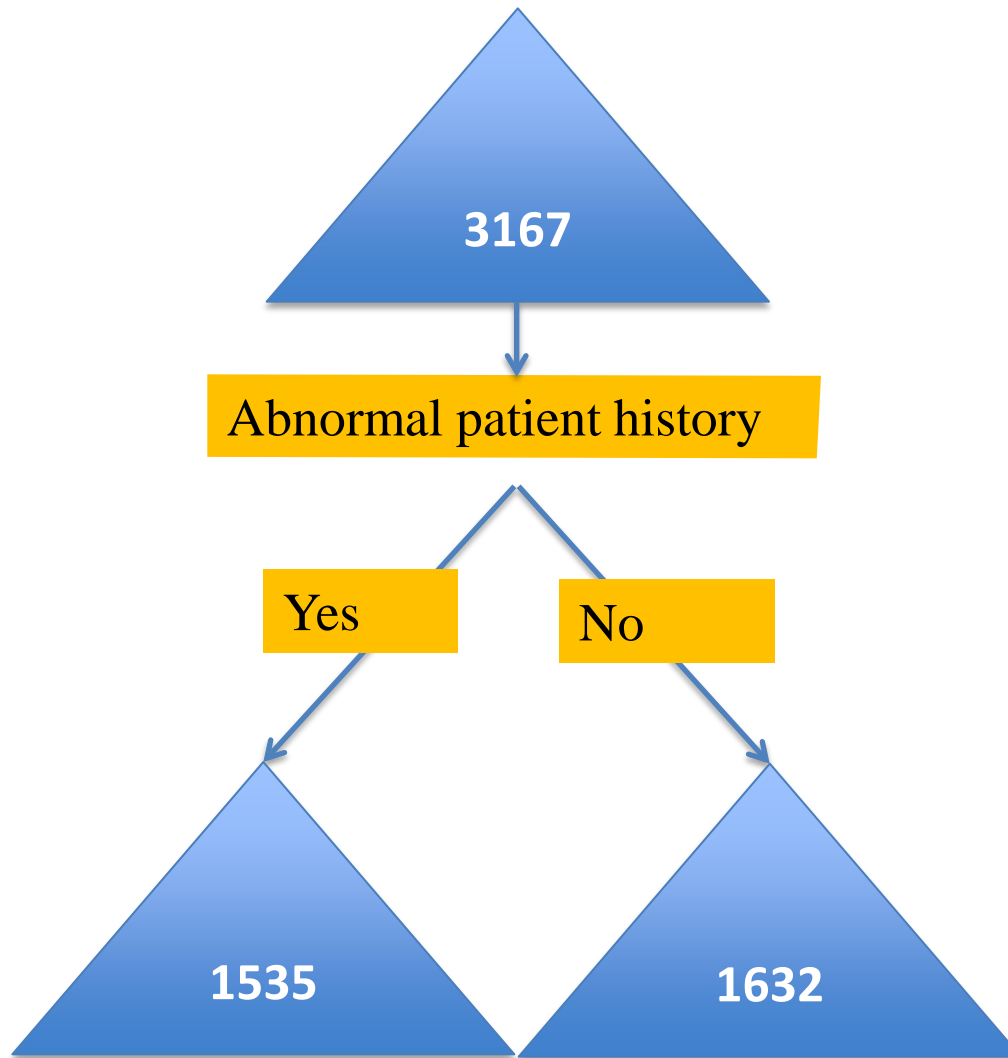 3167
Abnormal patient history
Yes
No
1535
1632